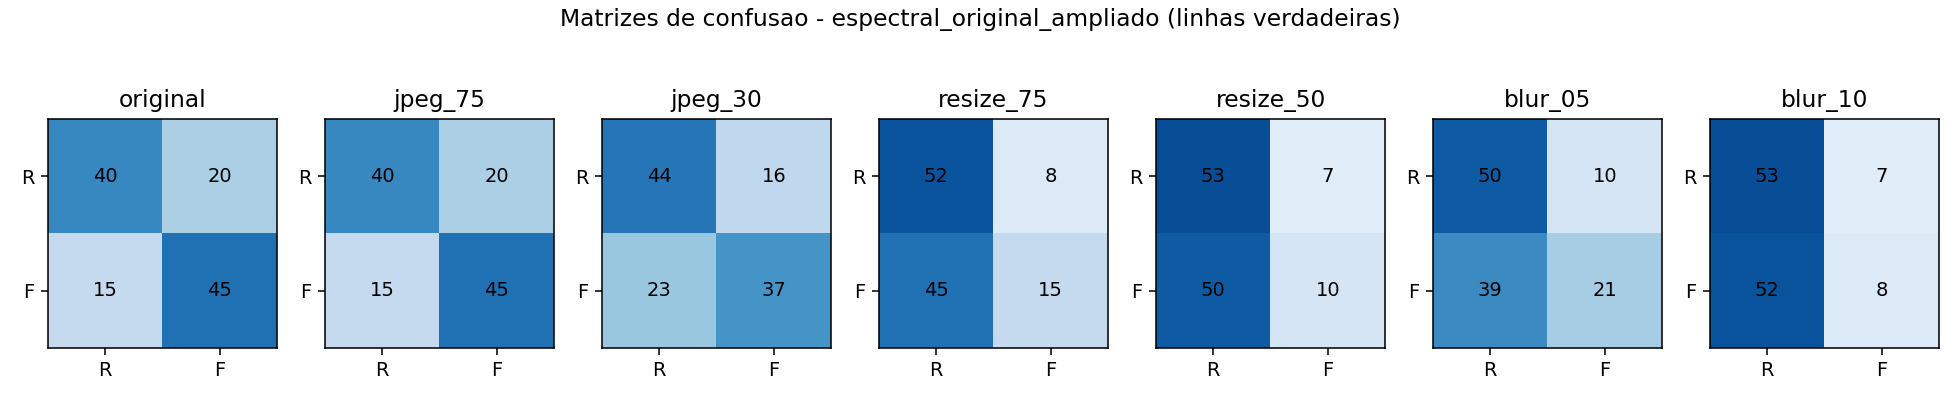 Matrizes de confusao - espectral_original_ampliado (linhas verdadeiras)
original jpeg_75 jpeg_30 resize_75 resize_50 blur_05 blur_10
R 40 20 R 40 20 R 44 16 R 52 8 R 53 7 R 50 10 R 53 7
F 15 45 F 15 45 F 23 37 F 45 15 F 50 10 F 39 21 F 52 8
R F R F R F R F R F R F R F